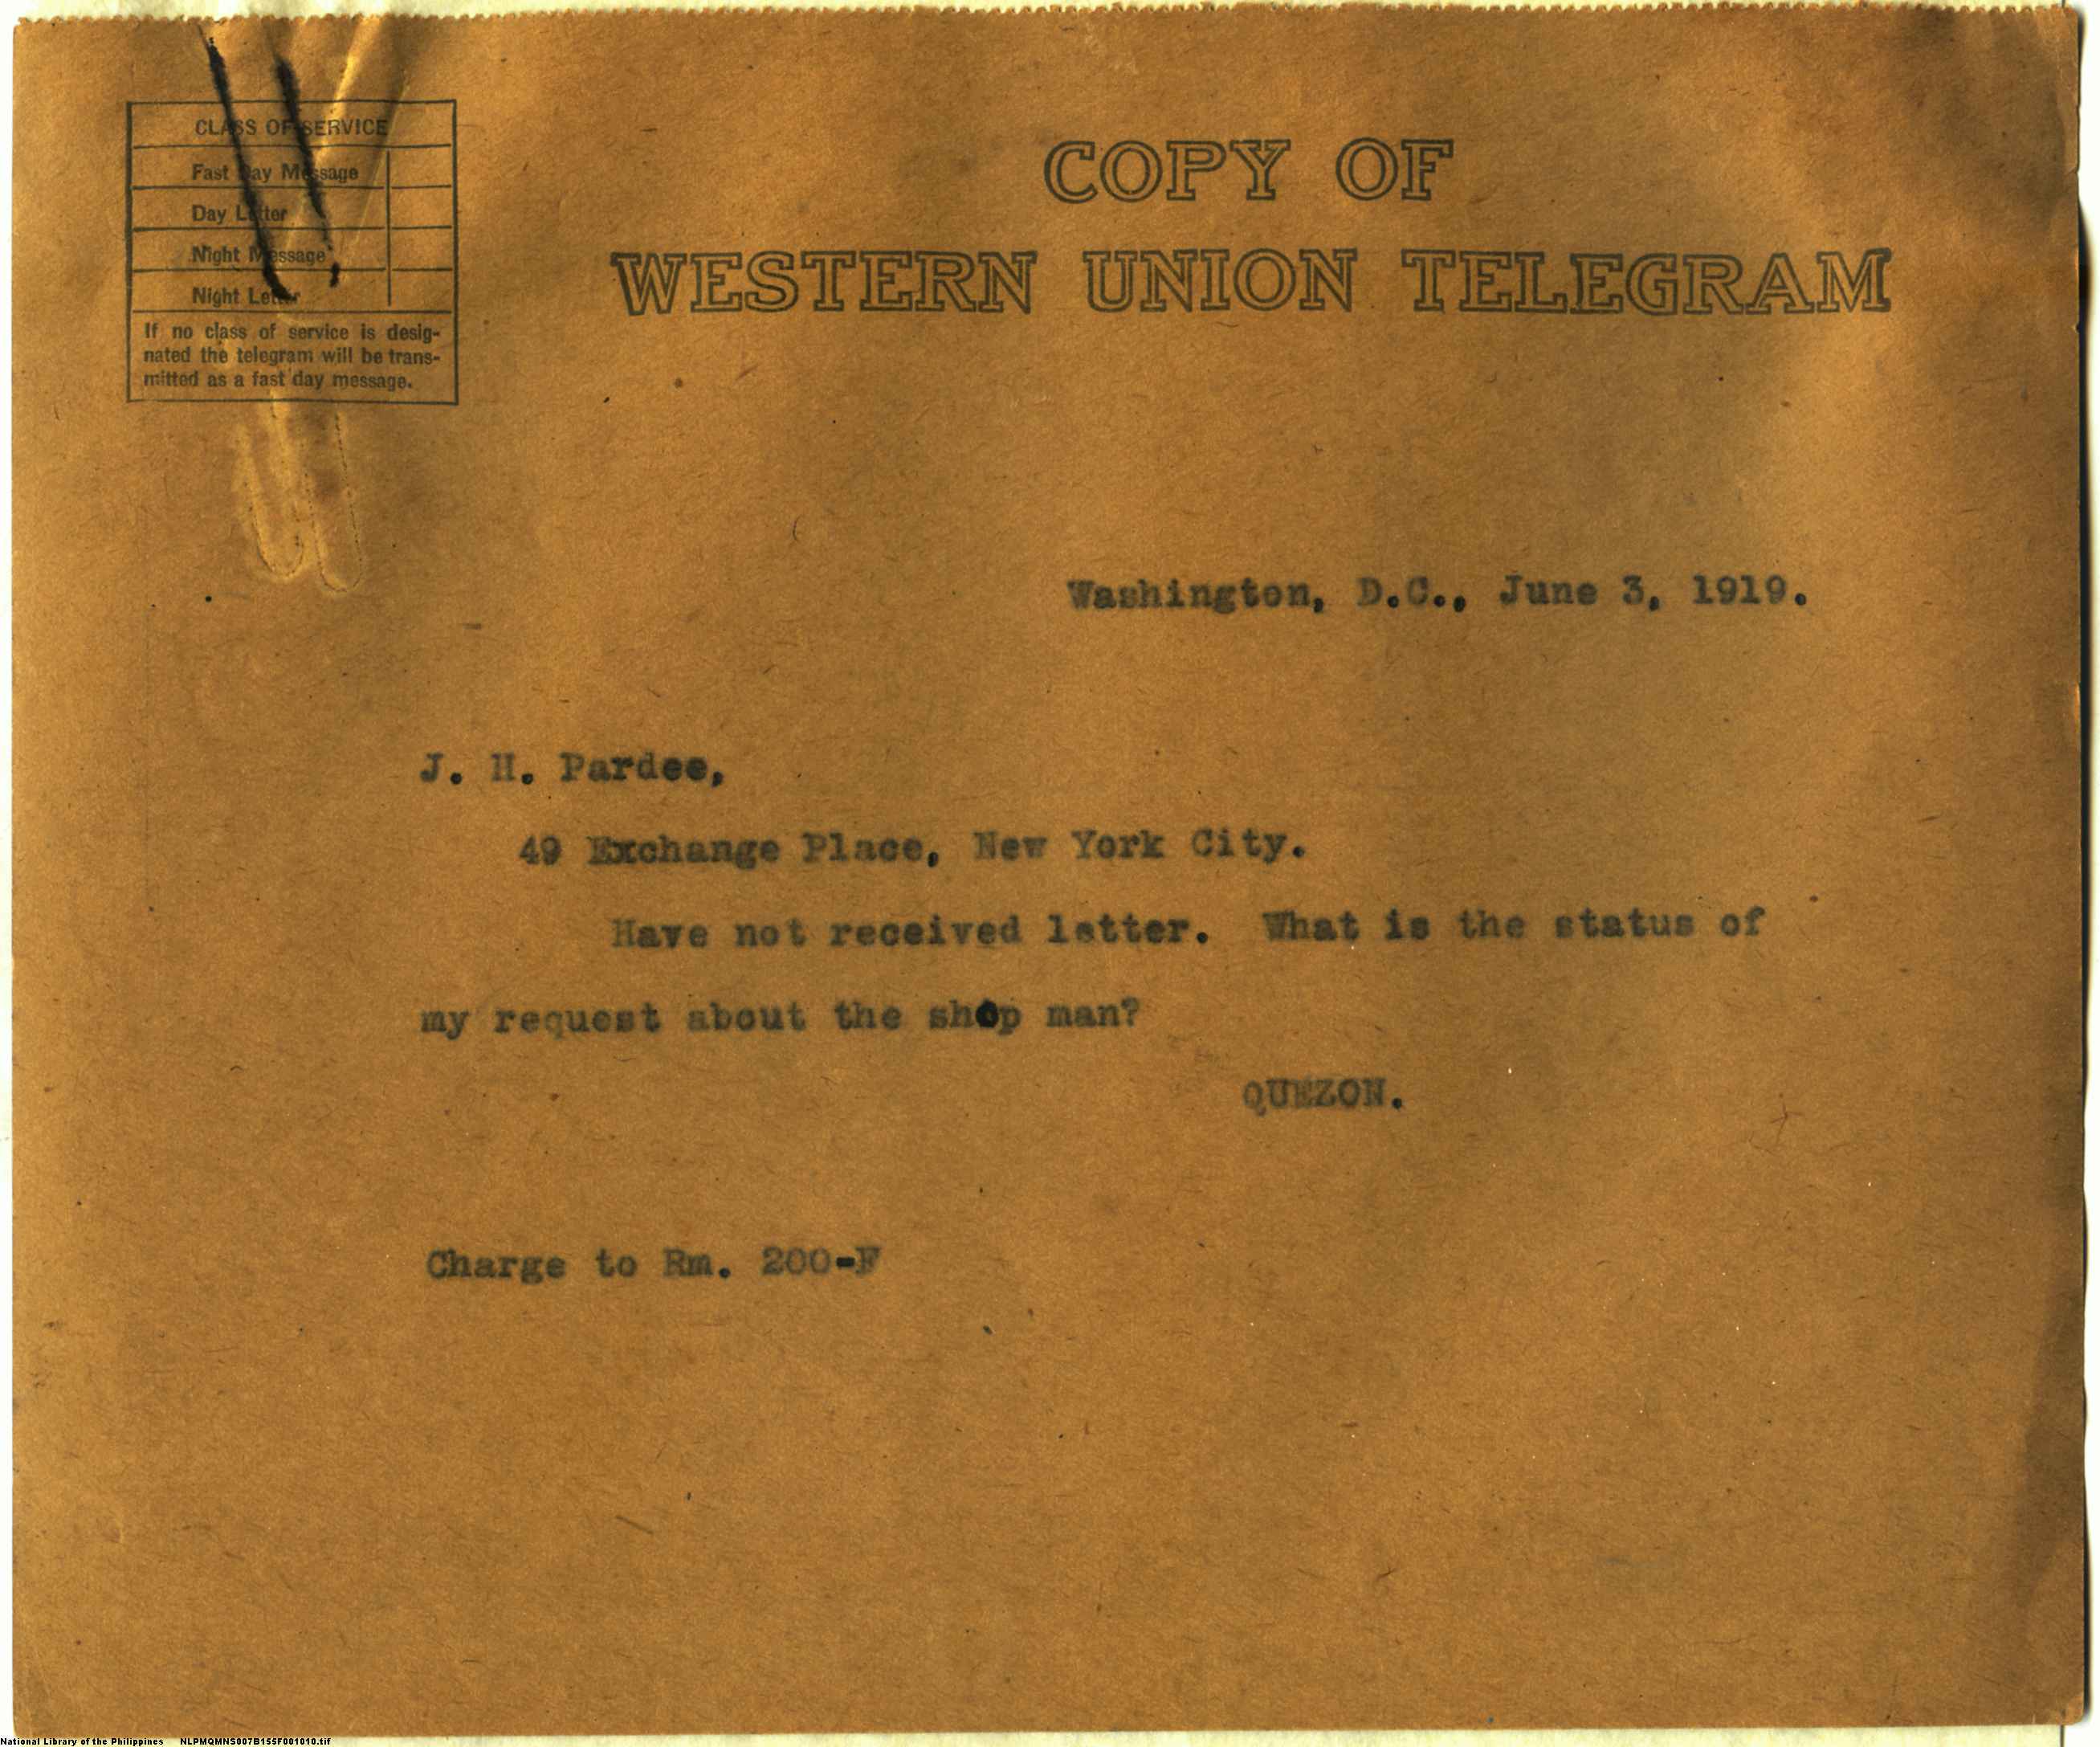 CLASS OF SERVICE
Fast Day Message
Day Letter
Night Message
Night Letter
If no class of service is desig-
nated the telegram will be trans-
mitted as a fast day message.
COPY OF
WESTERN UNION TELEGRAM
Washington, D.C., June 3, 1919.
J. H. Pardee,
49 Exchange Place, New York City.
Have not received letter. What is the status of
my request about the shop man?
QUEZON.
Charge to Rm. 200-F
National Library of the Philippines NLPMQMNS007B155F001010.tif